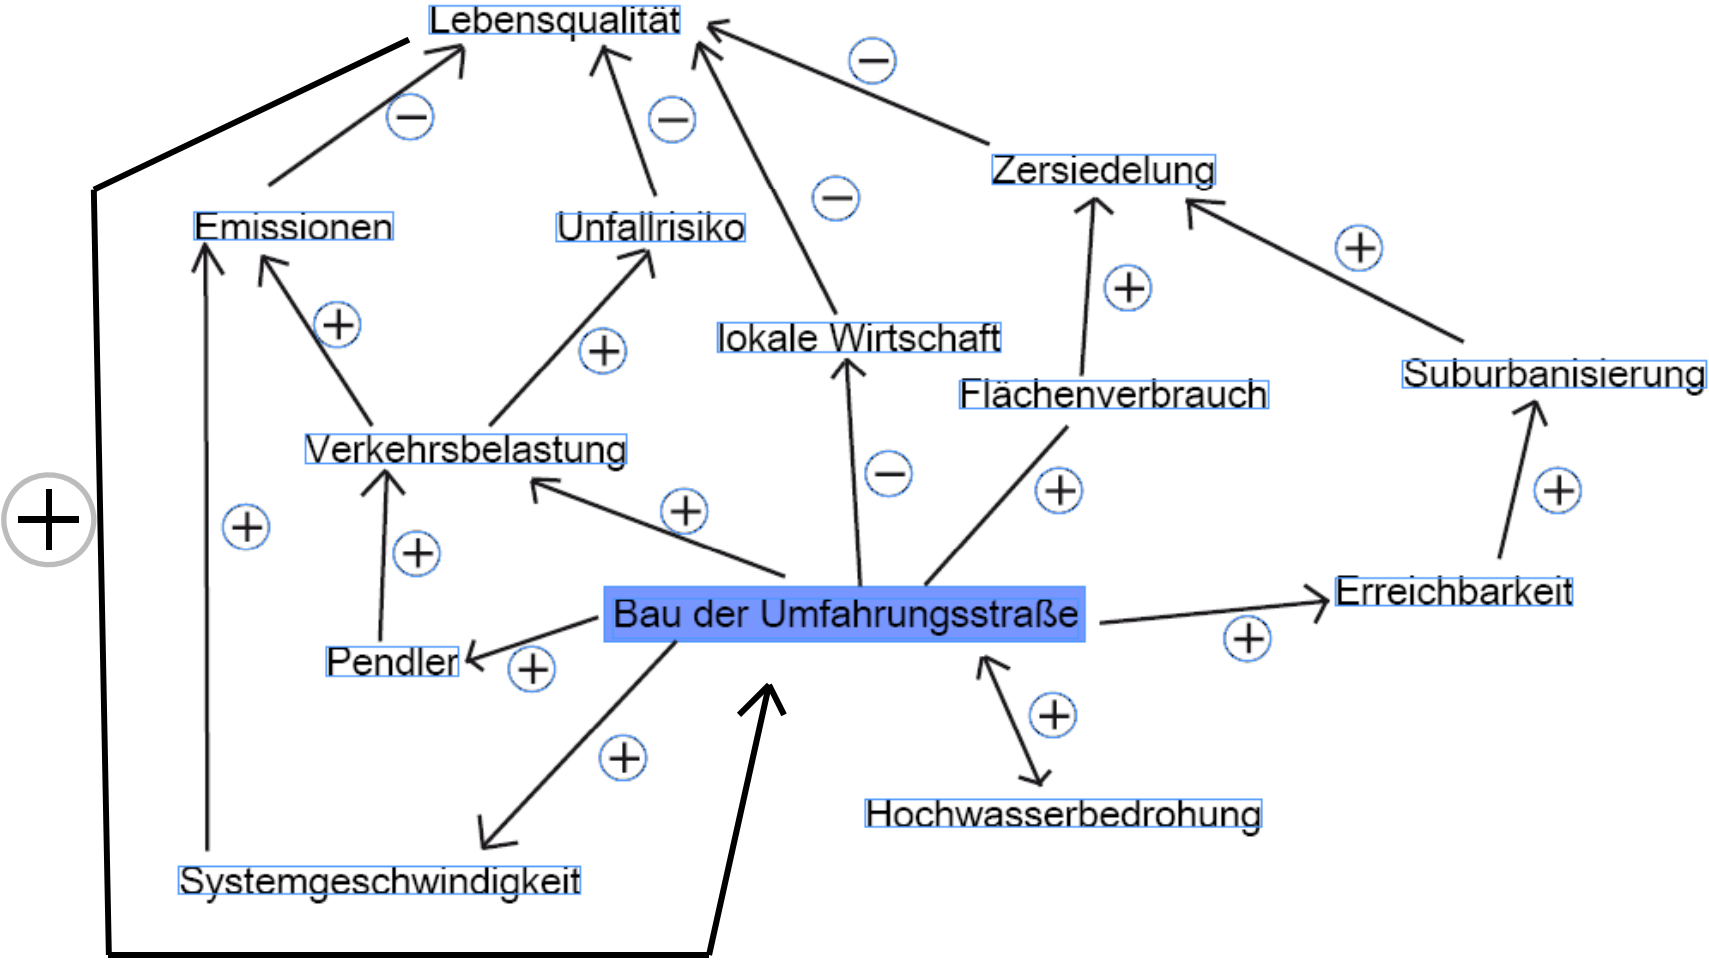 Lebensqualität
−
−
−
Zersiedelung
−
Emissionen
Unfallrisiko
+
+
+
lokale Wirtschaft
+
Suburbanisierung
Flächenverbrauch
Verkehrsbelastung
−
+
+
+
+
+
+
Erreichbarkeit
Bau der Umfahrungsstraße
+
Pendler
+
+
+
Hochwasserbedrohung
Systemgeschwindigkeit